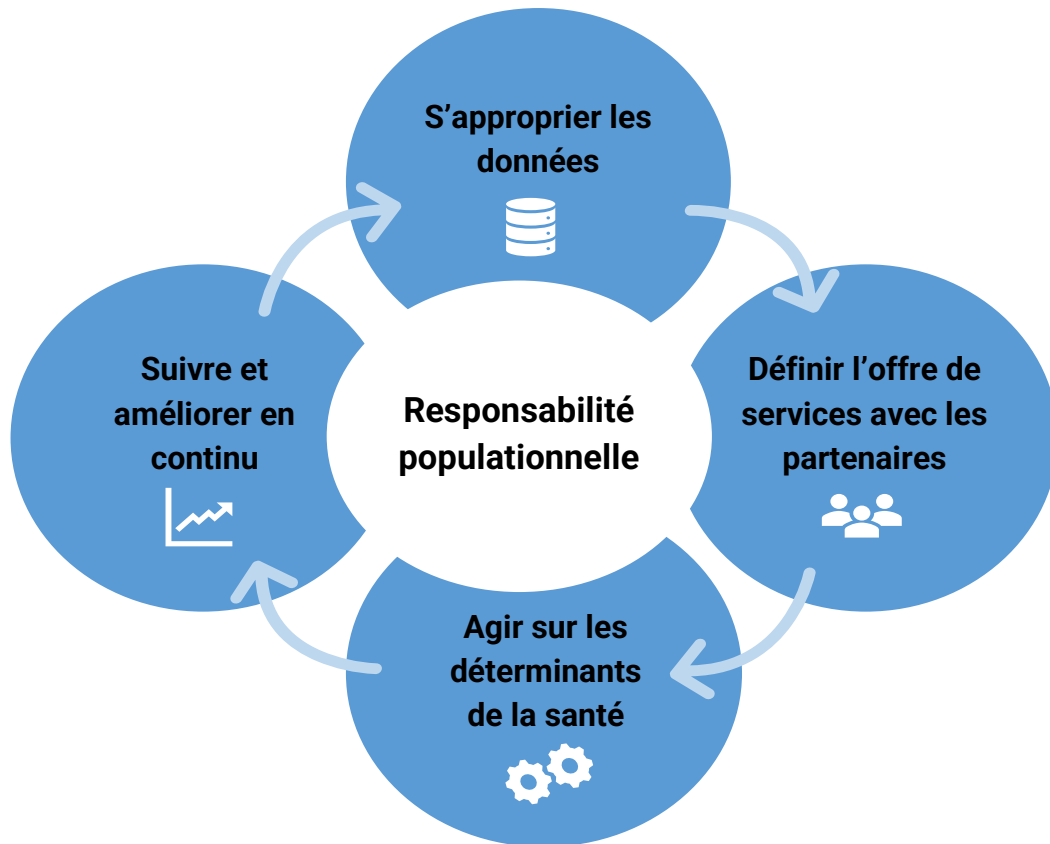 S’approprier les
données
Définir l’offre de
services avec les
partenaires
Agir sur les
déterminants
de la santé
Suivre et
améliorer en
continu
Responsabilité
populationnelle